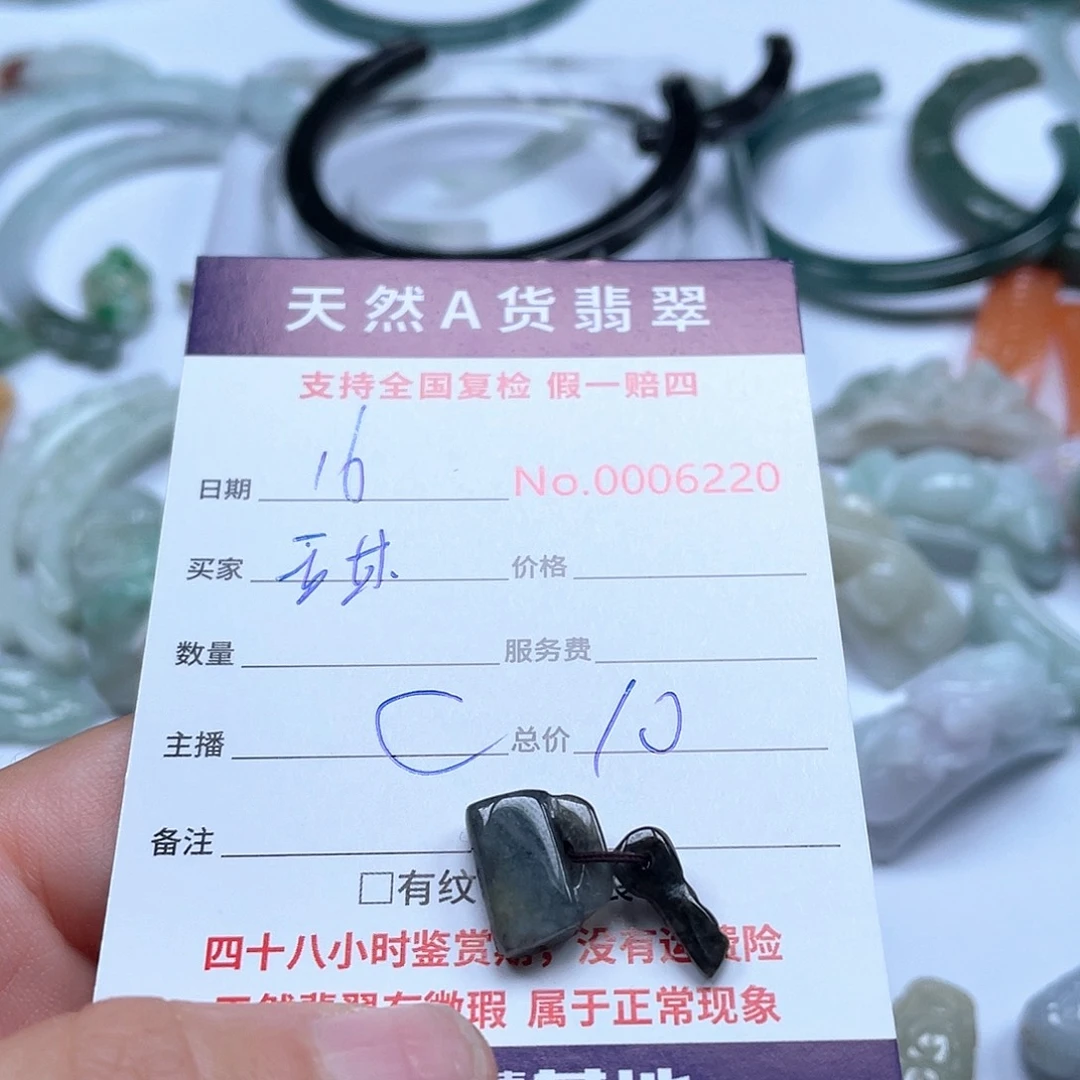 天然A货翡翠
支持全国复检 假一赔四
日期 16 No.0006220
买家 价格
数量 服务费
主播 C 总价 10
备注
□有纹
四十八小时鉴赏期，没有运费险
天然翡翠有微瑕 属于正常现象